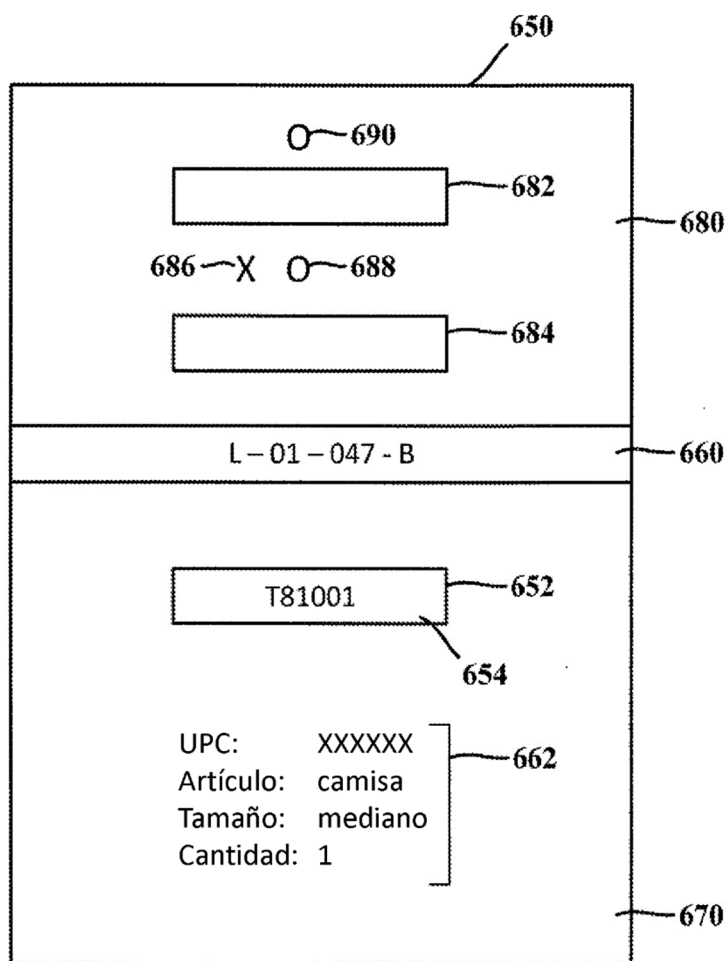 650
O 690
682
680
686 X O 688
684
L – 01 – 047 - B 660
T81001 652
654
UPC: XXXXXX
662
Artículo: camisa
Tamaño: mediano
Cantidad: 1
670